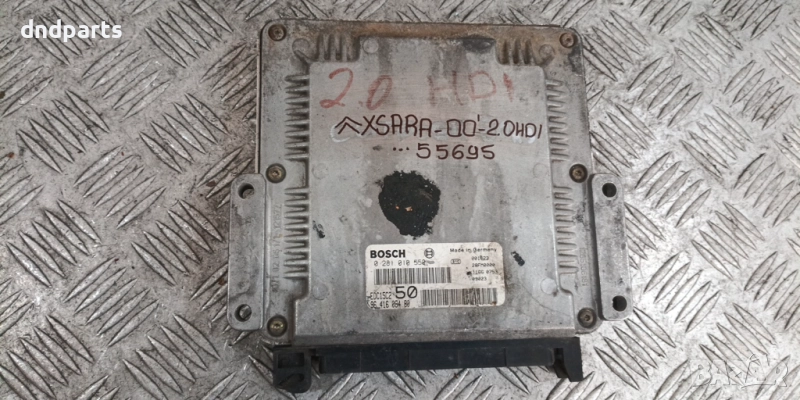 dndparts
2.0 HDI
XSARA-00'-2.0HDI
... 55695
BOSCH
Made in Germany
0 281 010 550
EDC15C2
50
BAZAR